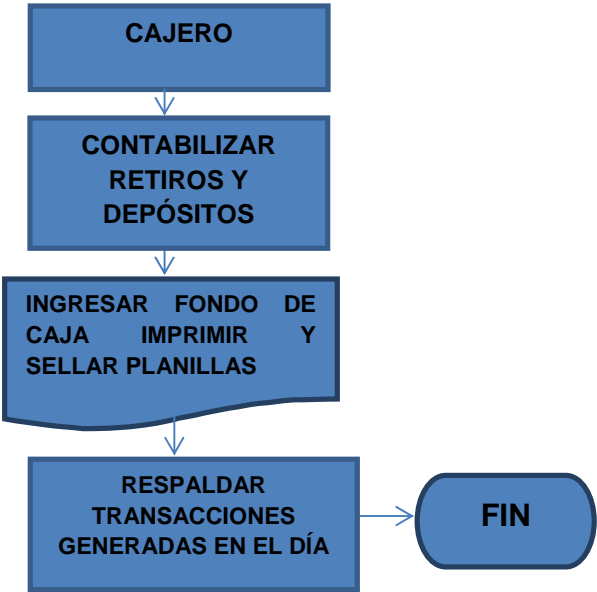 CAJERO
CONTABILIZAR
RETIROS Y
DEPÓSITOS
INGRESAR FONDO DE
CAJA IMPRIMIR Y
SELLAR PLANILLAS
RESPALDAR
TRANSACCIONES
GENERADAS EN EL DÍA
FIN